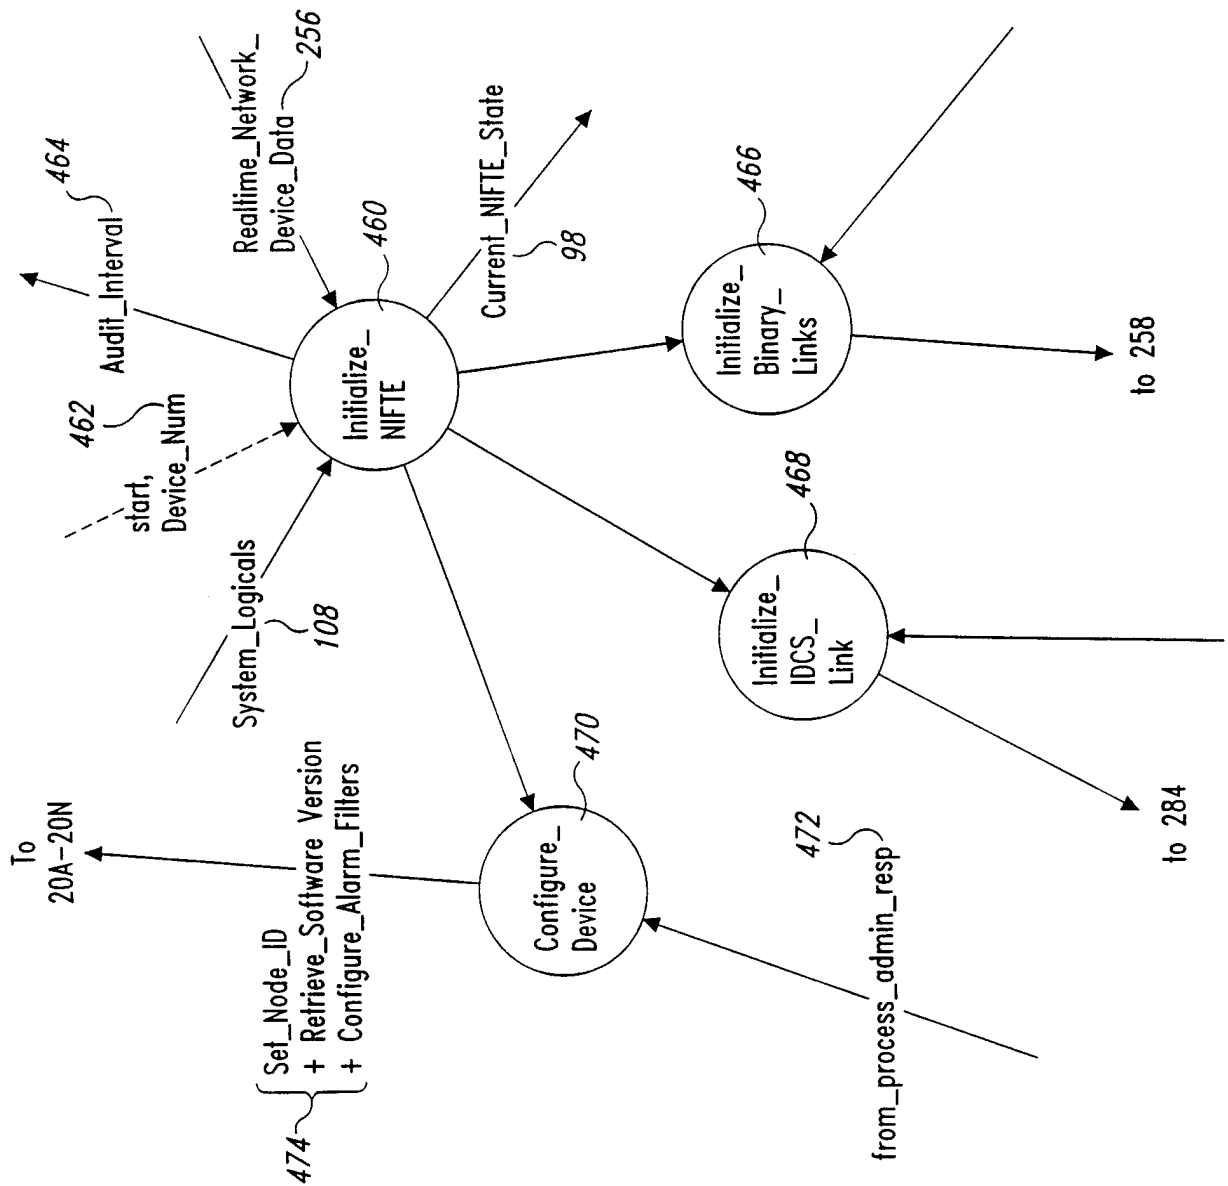 To
20A-20N
474
Set_Node_ID
+ Retrieve_Software Version
+ Configure_Alarm_Filters
System_Logicals
108
start,
Device_Num
462
Audit_Interval
464
Realtime_Network_
Device_Data
256
Initialize_
NIFTE
460
Current_NIFTE_State
98
Configure_
Device
470
Initialize_
IDCS_
Link
468
Initialize_
Binary_
Links
466
from_process_admin_resp
472
to 284
to 258